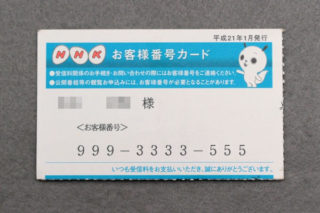 平成21年1月発行
NHK お客様番号カード
●受信料関係のお手続き・お問い合わせの際にはお客様番号をご連絡ください。
●公開番組等の観覧お申込みには、お客様番号が必要となることがあります。
様
<お客様番号>
999-3333-555
いつも受信料をお支払いいただき、誠にありがとうございます。